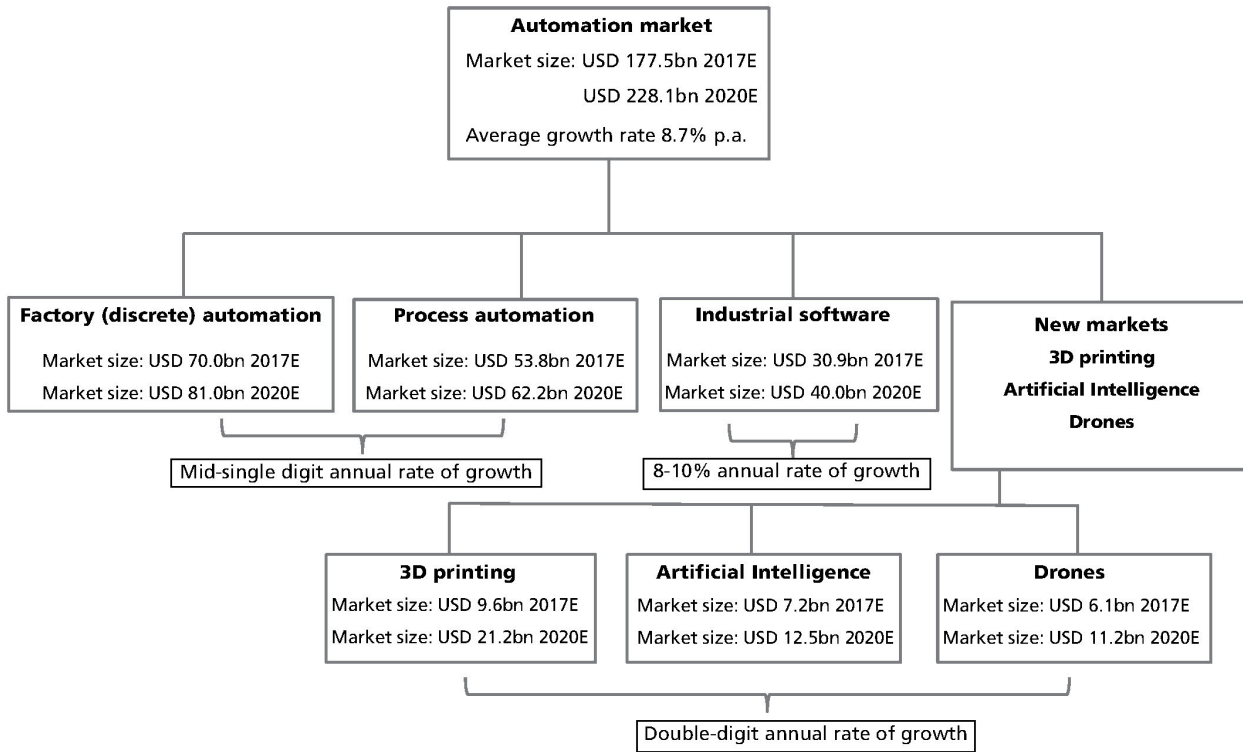 Automation market
Market size: USD 177.5bn 2017E
USD 228.1bn 2020E
Average growth rate 8.7% p.a.
Factory (discrete) automation
Market size: USD 70.0bn 2017E
Market size: USD 81.0bn 2020E
Process automation
Market size: USD 53.8bn 2017E
Market size: USD 62.2bn 2020E
Industrial software
Market size: USD 30.9bn 2017E
Market size: USD 40.0bn 2020E
New markets
3D printing
Artificial Intelligence
Drones
Mid-single digit annual rate of growth
8-10% annual rate of growth
3D printing
Market size: USD 9.6bn 2017E
Market size: USD 21.2bn 2020E
Artificial Intelligence
Market size: USD 7.2bn 2017E
Market size: USD 12.5bn 2020E
Drones
Market size: USD 6.1bn 2017E
Market size: USD 11.2bn 2020E
Double-digit annual rate of growth